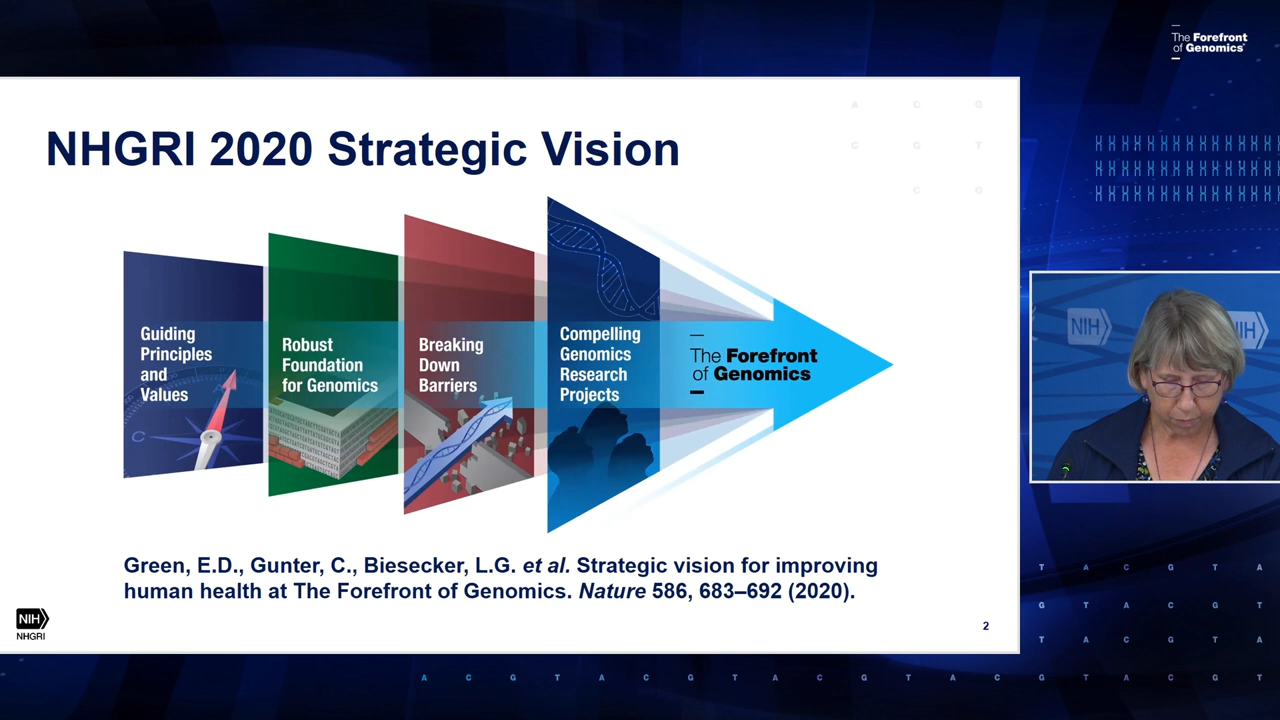 The Forefront
of Genomics®
NHGRI 2020 Strategic Vision
A C G
C G T
C G
Guiding
Principles
and
Values
Robust
Foundation
for Genomics
Breaking
Down
Barriers
Compelling
Genomics
Research
Projects
The Forefront
of Genomics
C
Green, E.D., Gunter, C., Biesecker, L.G. et al. Strategic vision for improving
human health at The Forefront of Genomics. Nature 586, 683–692 (2020).
NIH
NHGRI
2
NIH
NIH
T A C G T A
G T A C G T
T A C G T A
A C G T A C G T A C G T A C G T A C G T